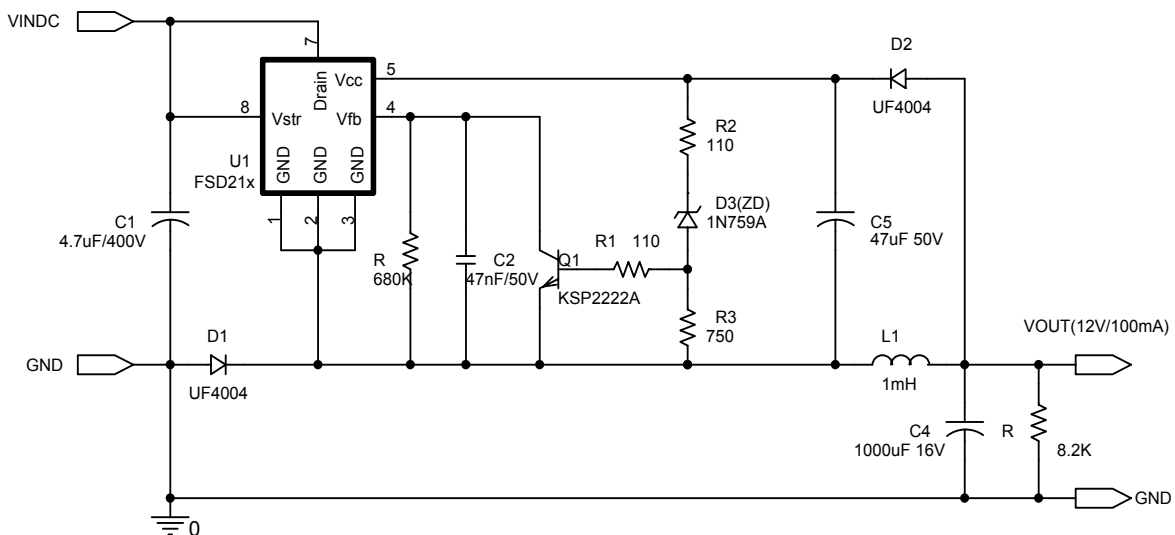 VINDC
7
D2
Vcc
5
Drain
UF4004
8
Vstr
Vfb
4
R2
110
U1
FSD21x
GND
GND
GND
D3(ZD)
1N759A
C1
4.7uF/400V
1
2
3
C5
47uF 50V
R1 110
R
680K
C2
47nF/50V
Q1
KSP2222A
R3
750
VOUT(12V/100mA)
D1
L1
GND
UF4004
1mH
C4
1000uF 16V
R
8.2K
GND
0